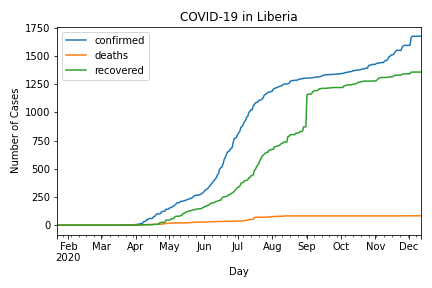 COVID-19 in Liberia
1750
1500
1250
1000
750
500
250
0
Number of Cases
confirmed
deaths
recovered
Feb Mar Apr May Jun Jul Aug Sep Oct Nov Dec
2020
Day